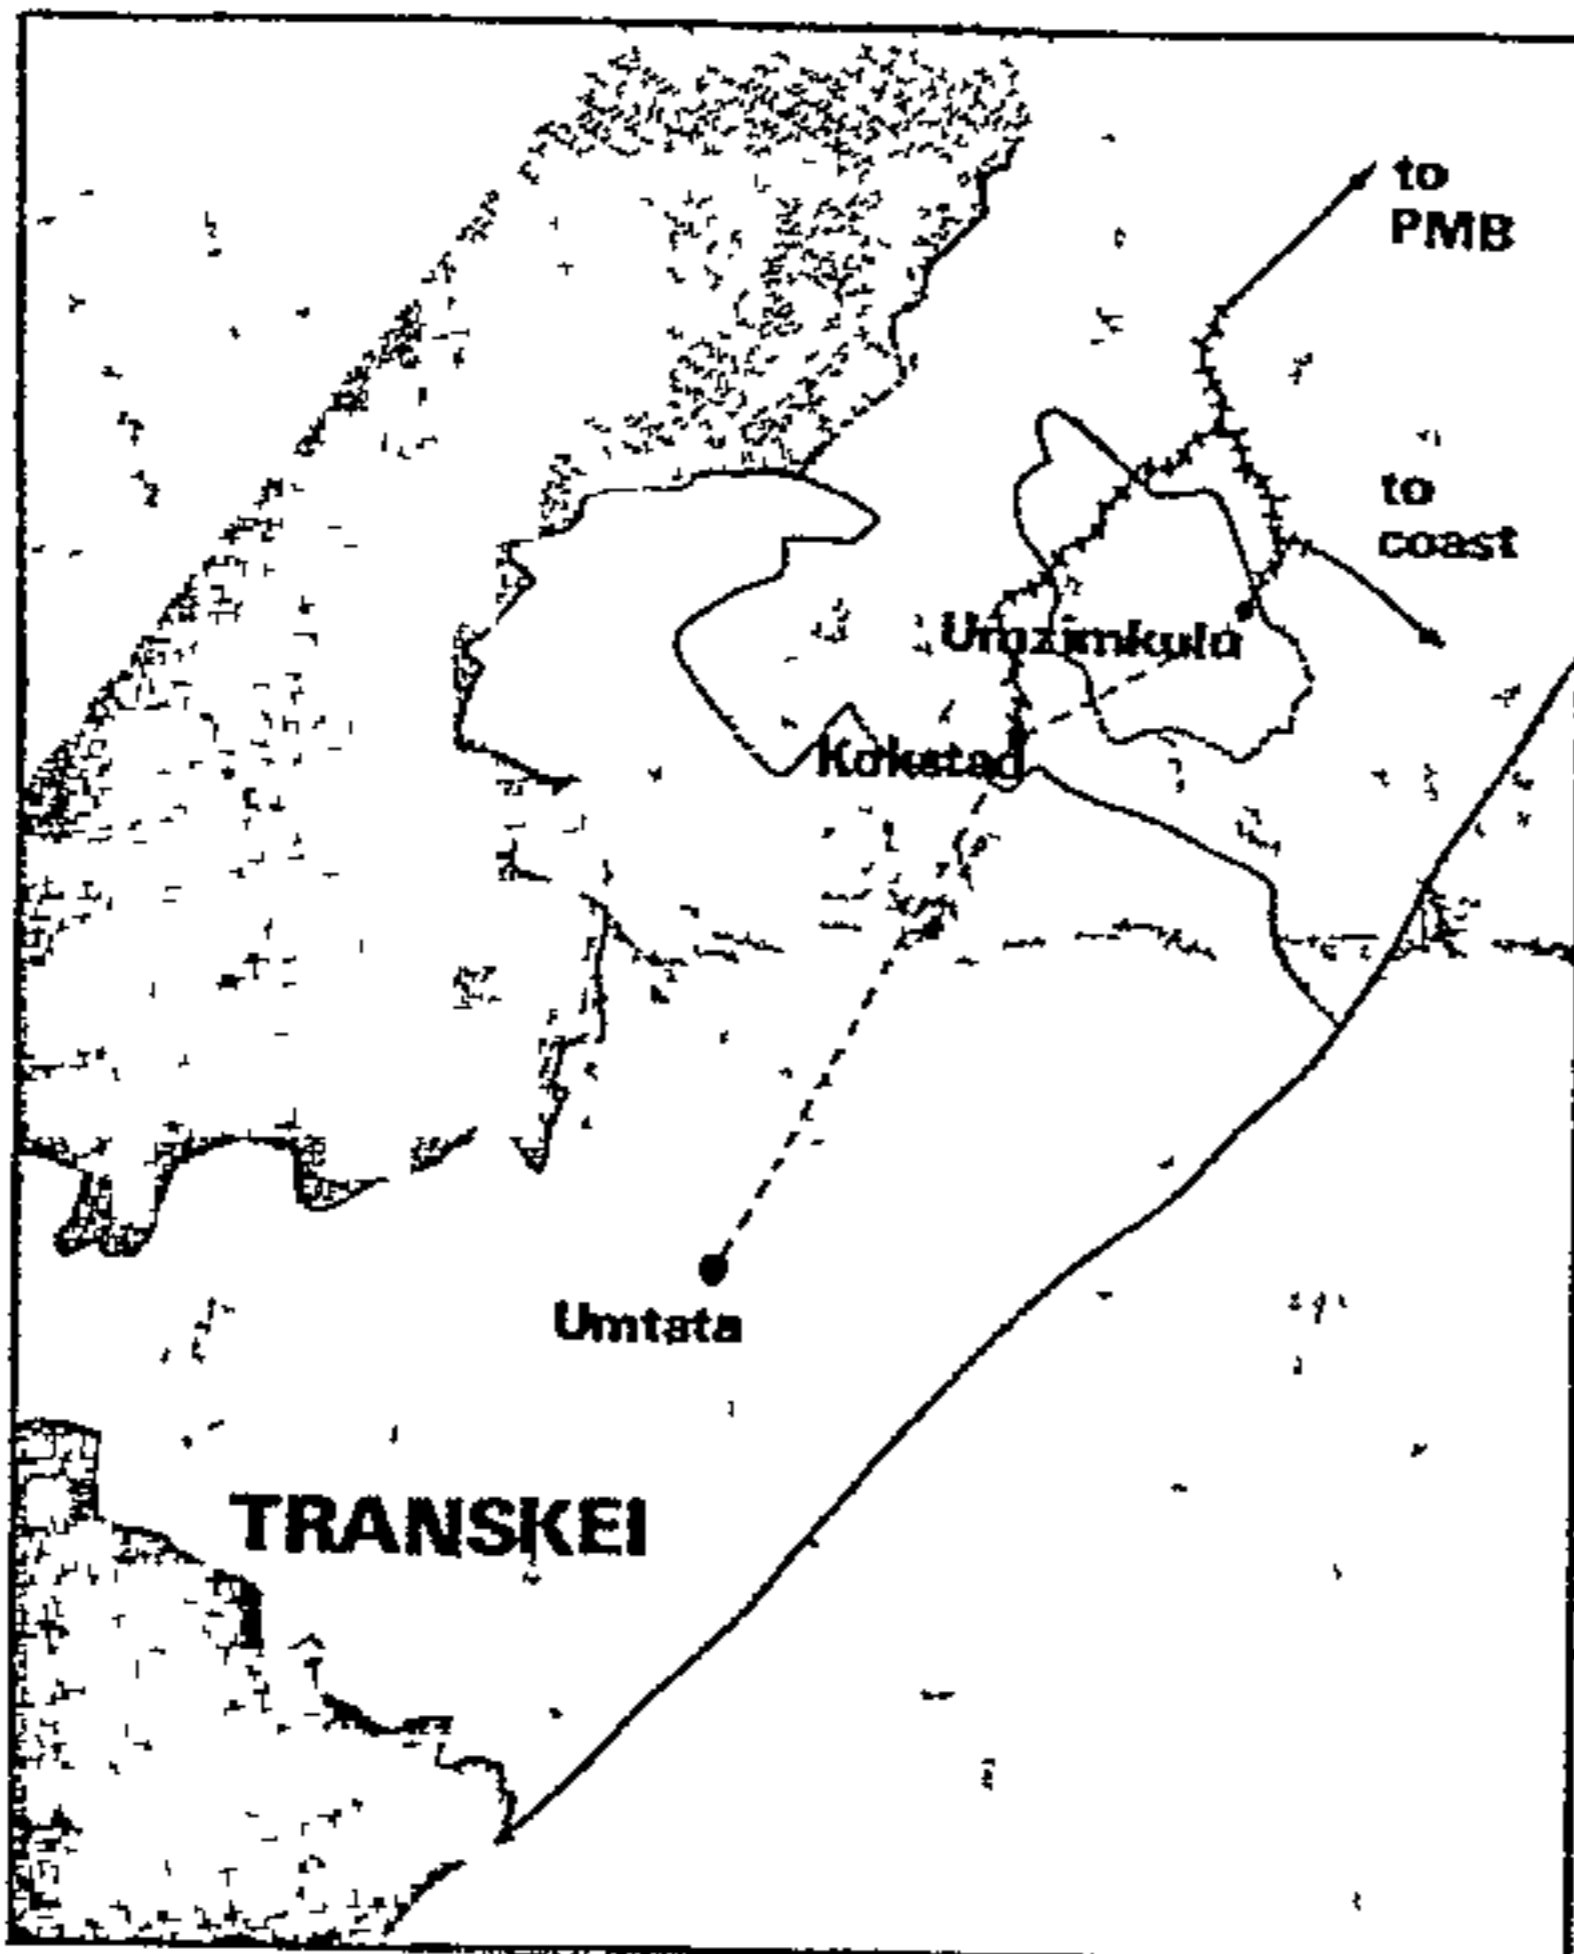 to
PMB
to
coast
Umzimkulu
Kokstad
Umtata
TRANSKEI